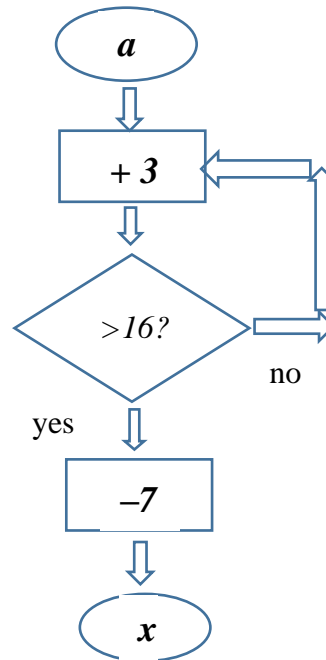 a
+ 3
>16?
no
yes
–7
x